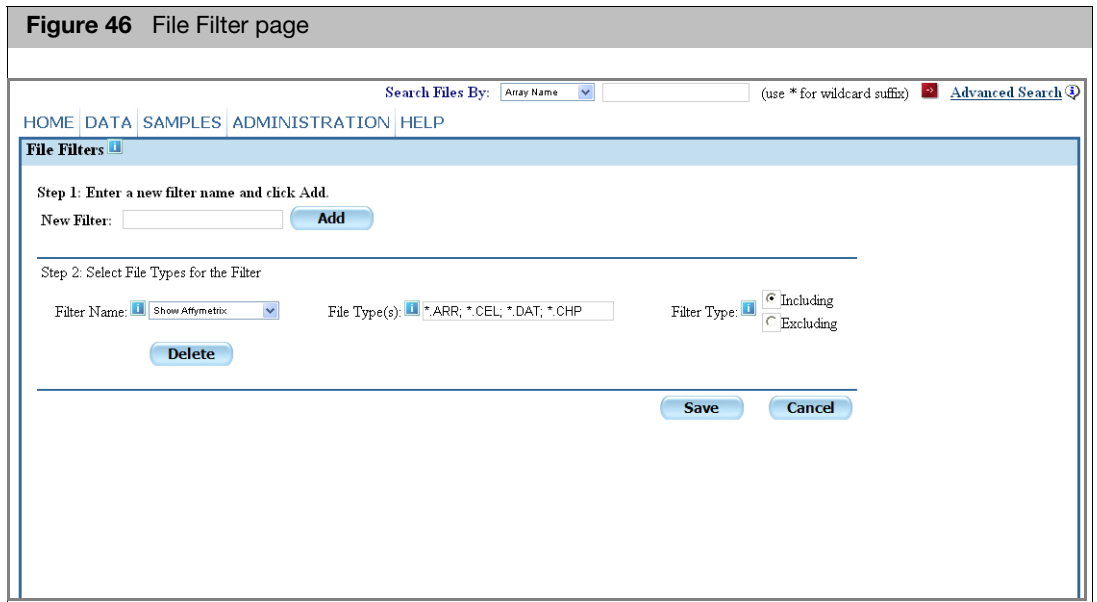 Figure 46 File Filter page
Search Files By: Array Name (use * for wildcard suffix) Advanced Search
HOME DATA SAMPLES ADMINISTRATION HELP
File Filters
Step 1: Enter a new filter name and click Add.
New Filter: Add
Step 2: Select File Types for the Filter
Filter Name: Show Affymetrix File Type(s): *.ARR; *.CEL; *.DAT; *.CHP Filter Type: Including
Excluding
Delete
Save Cancel